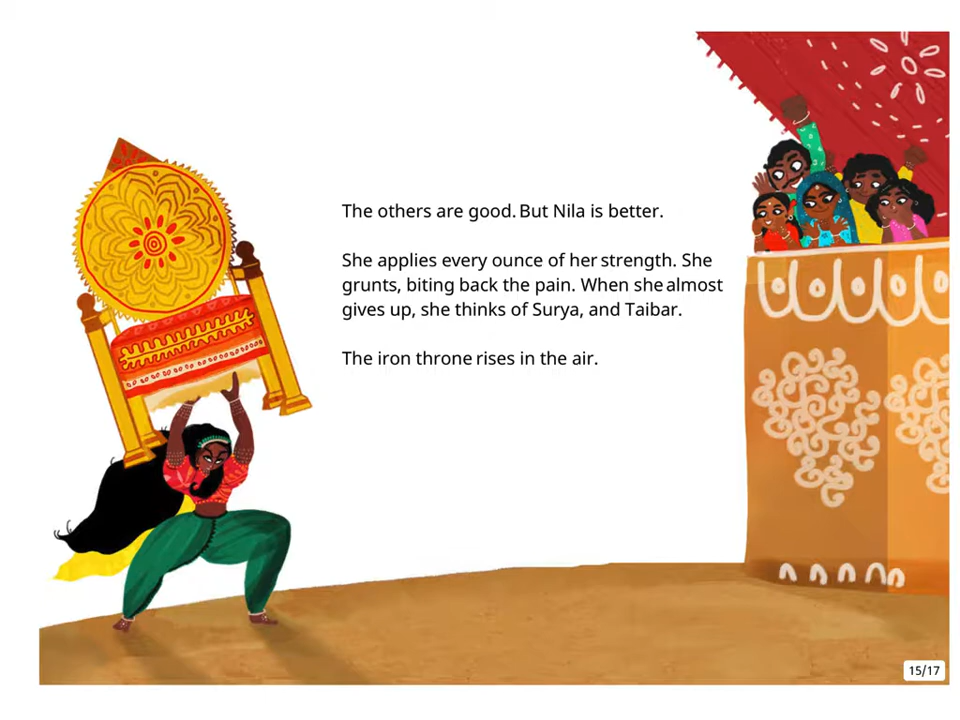 The others are good. But Nila is better.
She applies every ounce of her strength. She
grunts, biting back the pain. When she almost
gives up, she thinks of Surya, and Taibar.
The iron throne rises in the air.
15/17